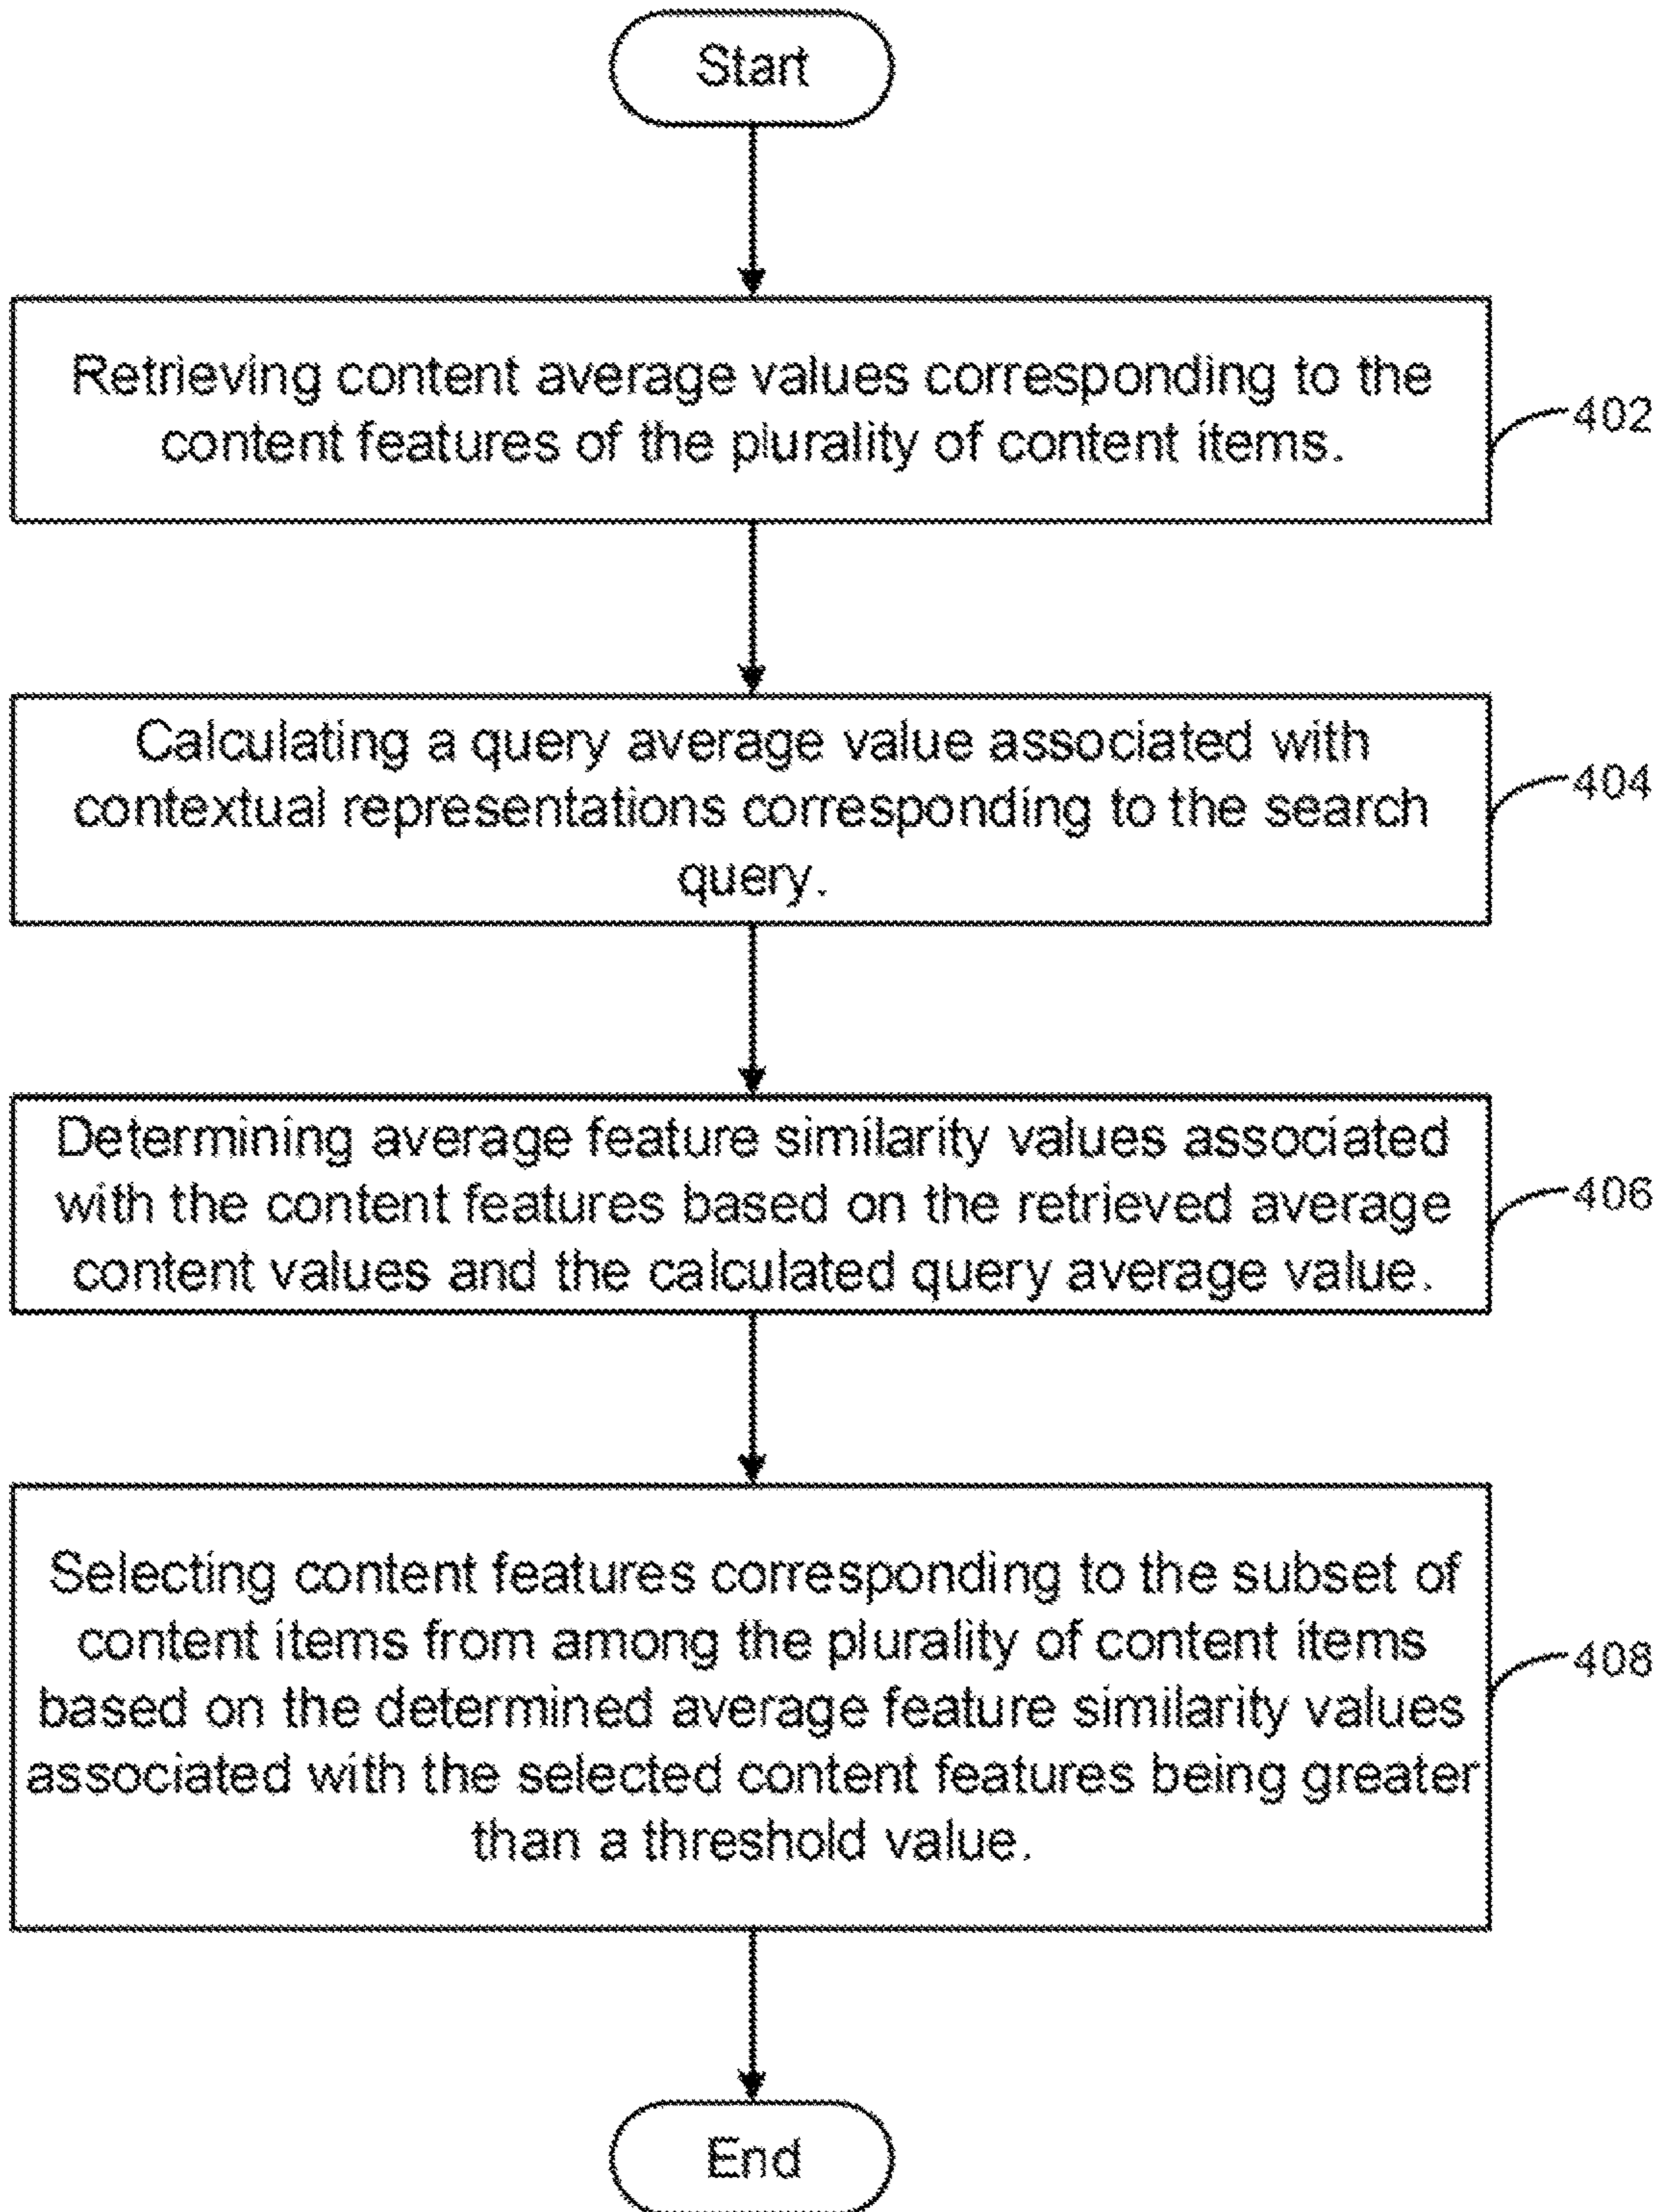 Start
Retrieving content average values corresponding to the
content features of the plurality of content items.
402
Calculating a query average value associated with
contextual representations corresponding to the search
query.
404
Determining average feature similarity values associated
with the content features based on the retrieved average
content values and the calculated query average value.
406
Selecting content features corresponding to the subset of
content items from among the plurality of content items
based on the determined average feature similarity values
associated with the selected content features being greater
than a threshold value.
408
End